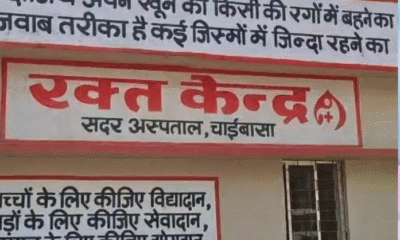 अपने खून को किसी की रगों में बहने का
जवाब तरीका है कई जिस्मों में जिन्दा रहने का
रक्त केन्द्र
सदर अस्पताल, चाईबासा
बच्चों के लिए कीजिए विद्यादान,
बड़ों के लिए कीजिए सेवादान,
के लिए कीजिए